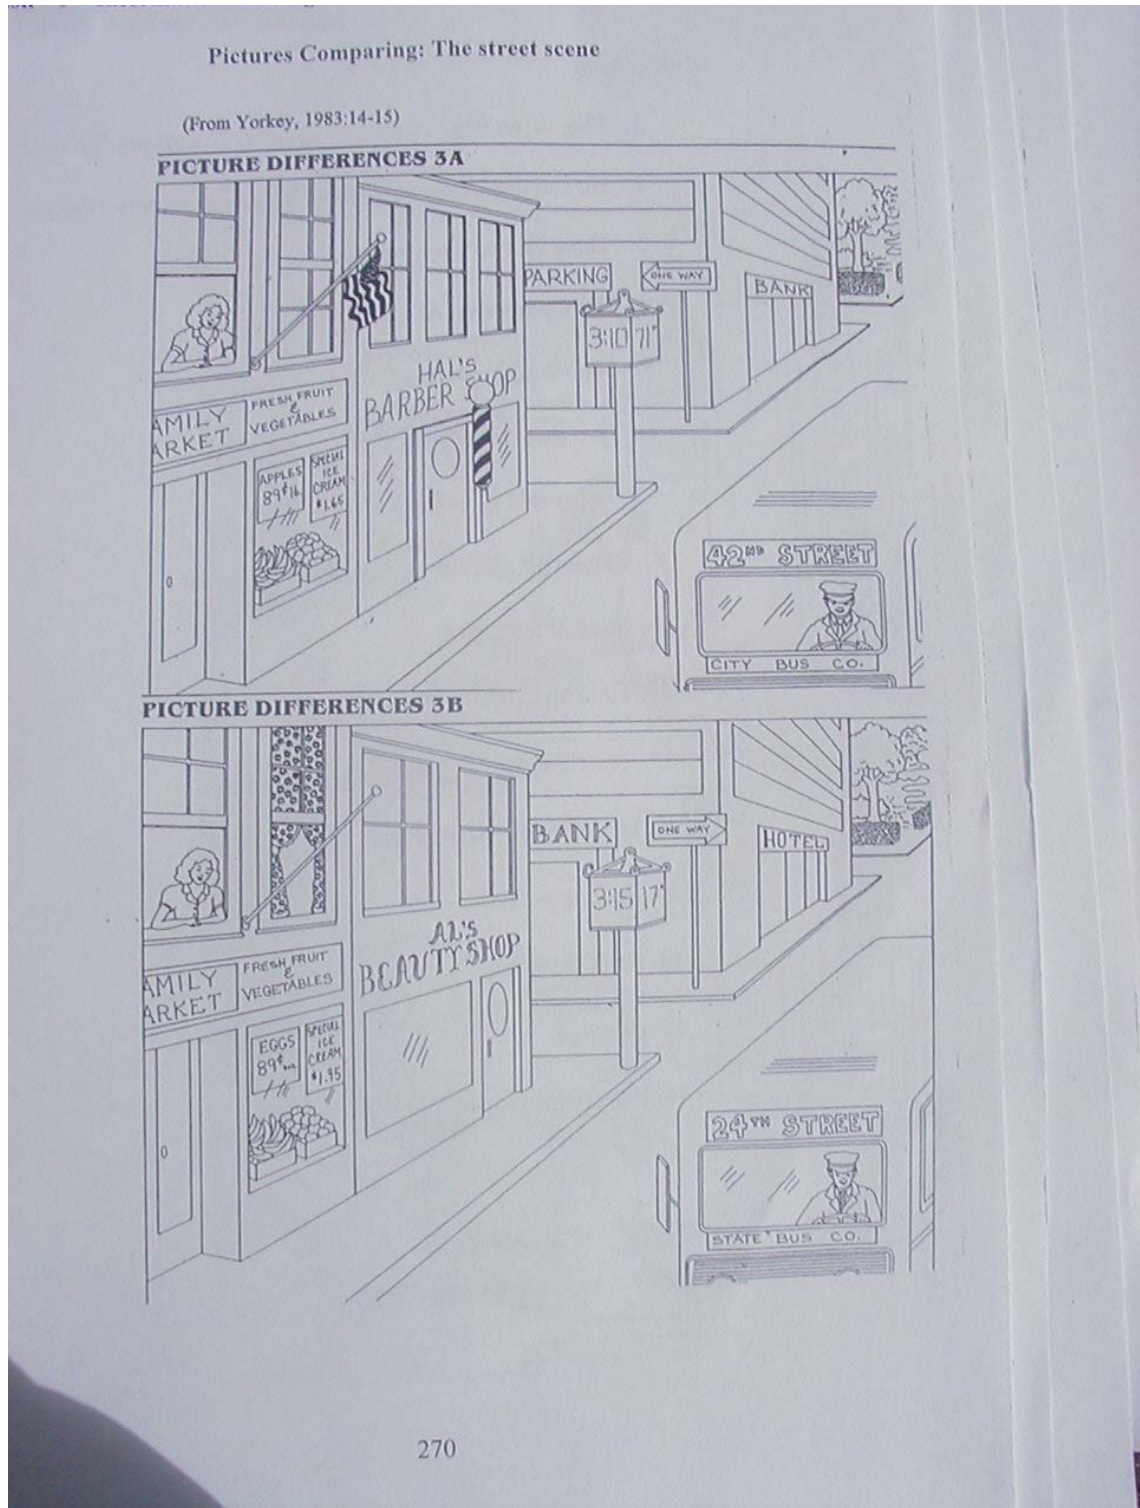 Pictures Comparing: The street scene
(From Yorkey, 1983:14-15)
PICTURE DIFFERENCES 3A
PARKING
ONE WAY
BANK
3:10 71°
HAL'S
BARBER SHOP
AMILY
ARKET
FRESH FRUIT
&
VEGETABLES
APPLES
89¢ lb.
SPECIAL
ICE
CREAM
$1.65
42ND STREET
CITY BUS CO.
PICTURE DIFFERENCES 3B
BANK
ONE WAY
HOTEL
3:15 17°
AL'S
BEAUTY SHOP
AMILY
ARKET
FRESH FRUIT
&
VEGETABLES
EGGS
89¢
SPECIAL
ICE
CREAM
$1.95
24TH STREET
STATE BUS CO.
270